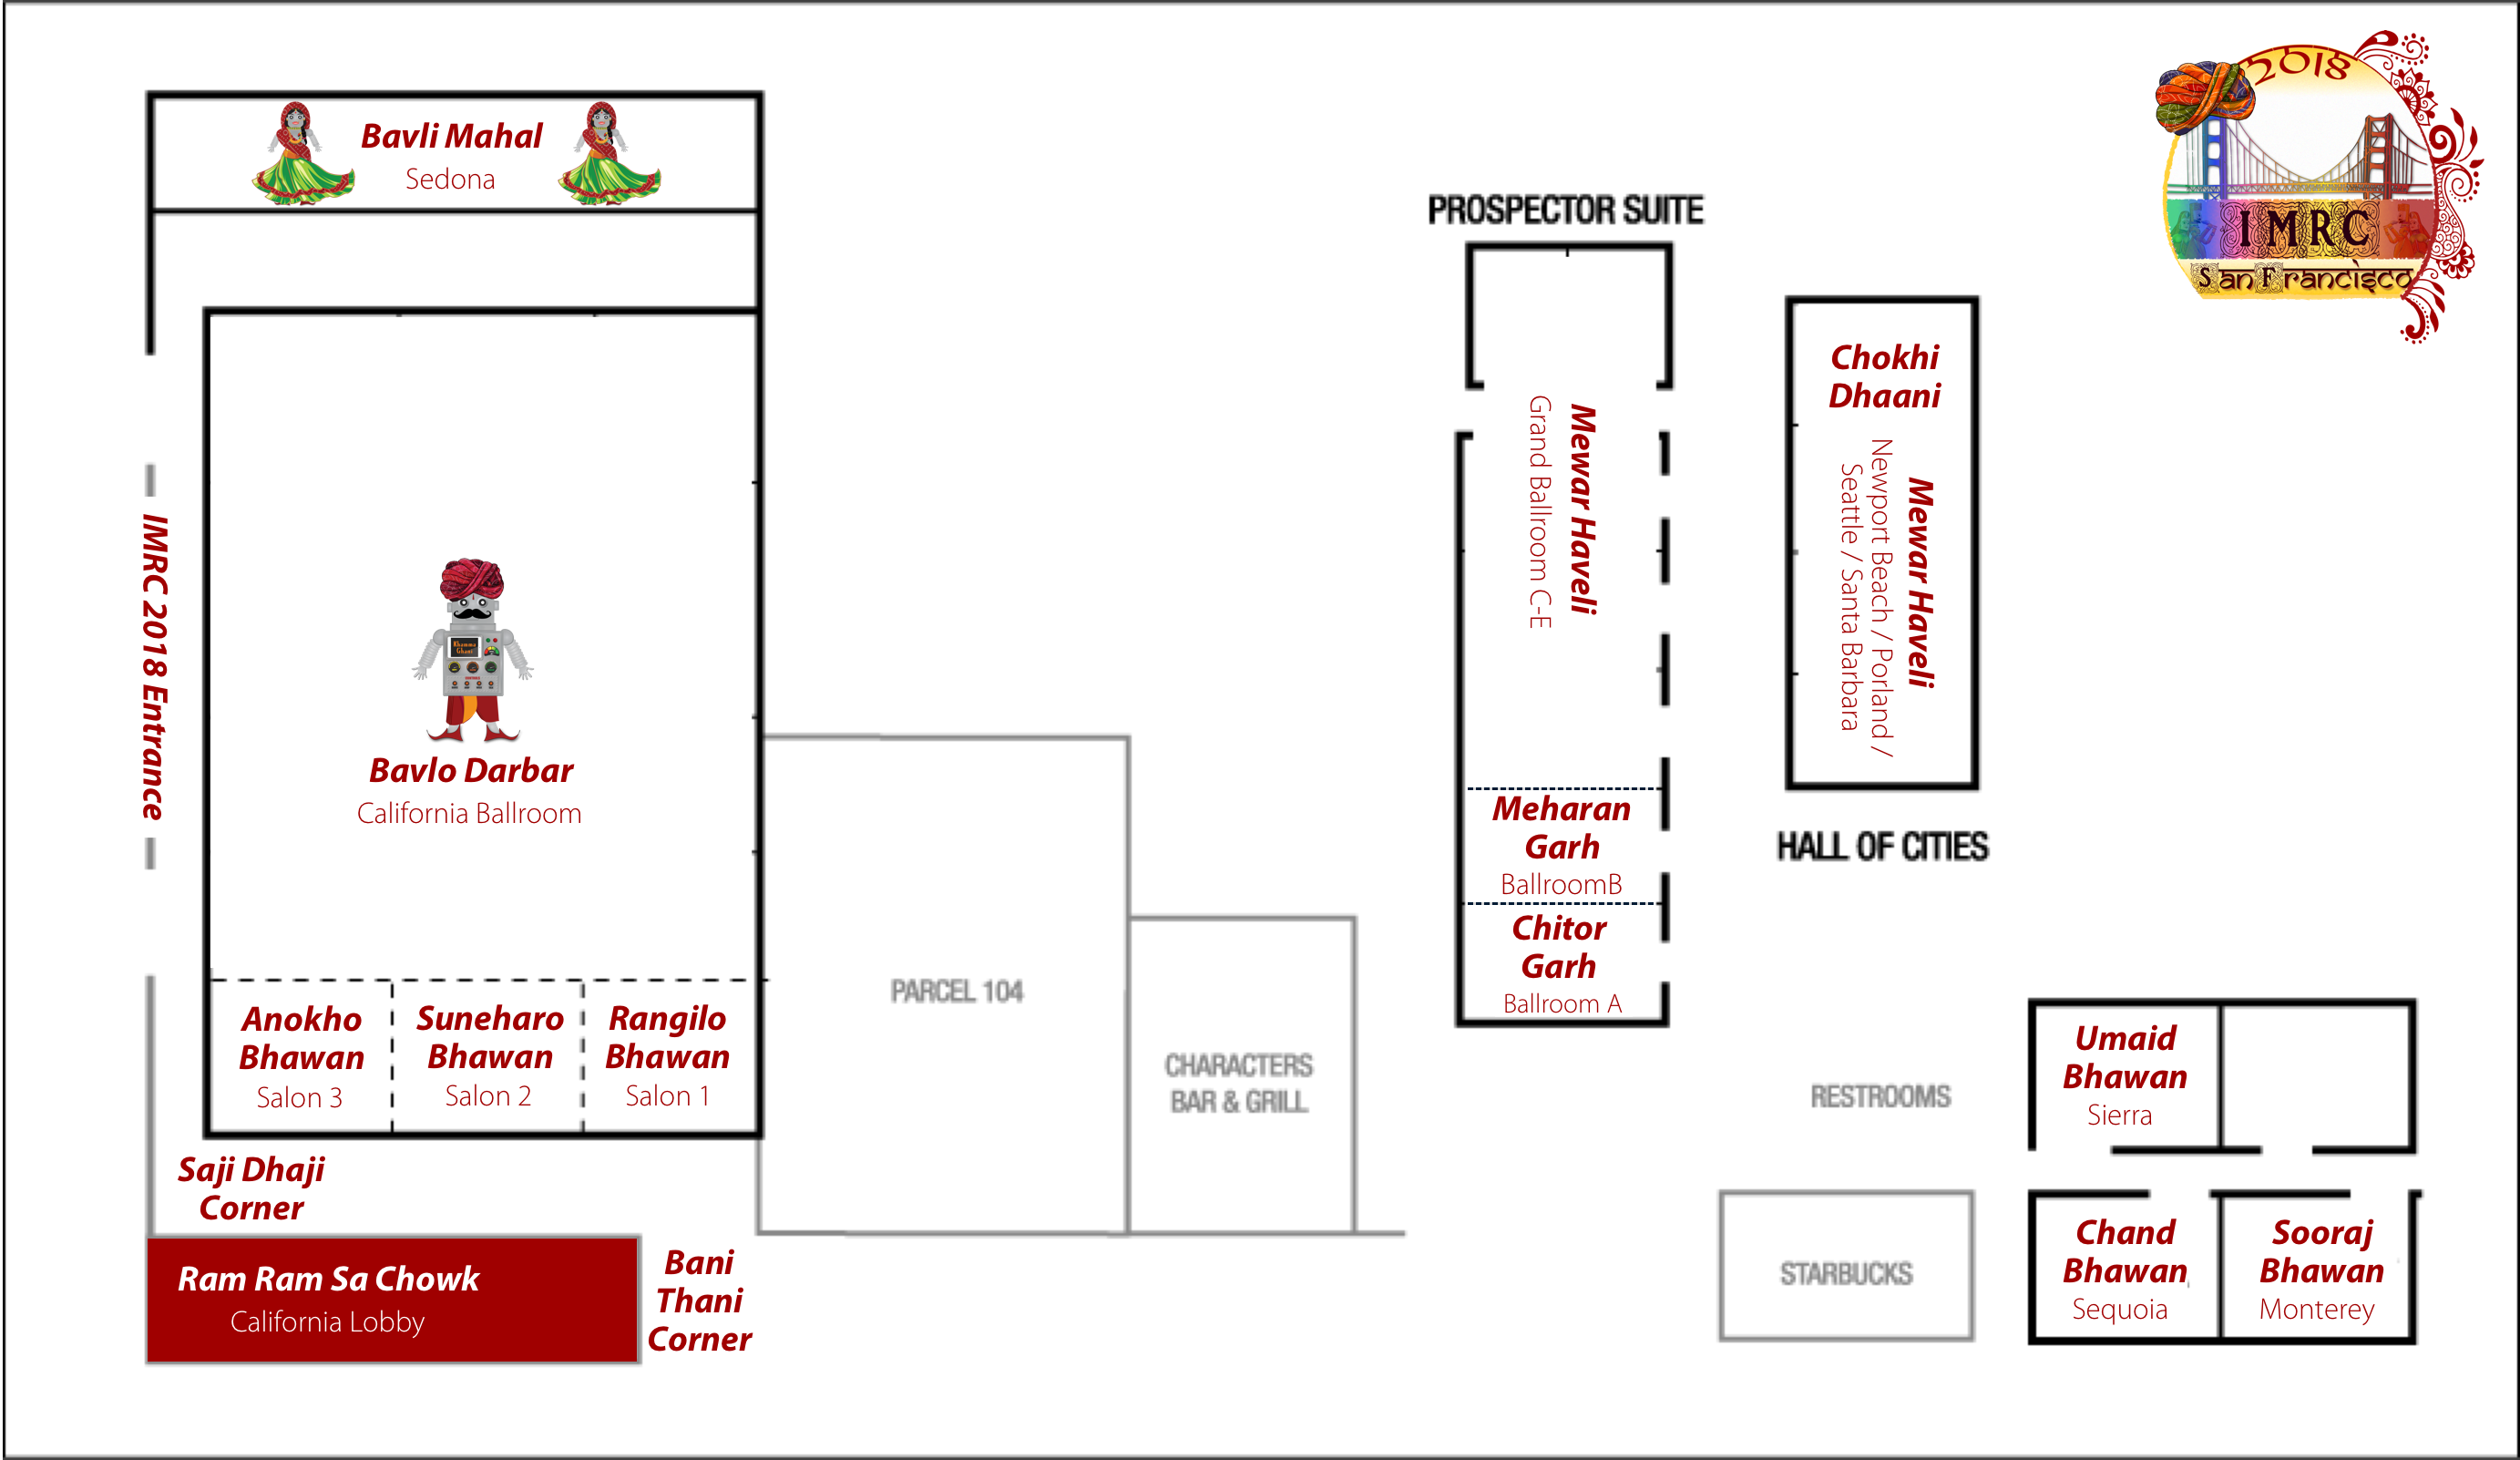 2018
IMRC
San Francisco
Bavli Mahal
Sedona
PROSPECTOR SUITE
Chokhi
Dhaani
Mewar Haveli
Newport Beach / Porland /
Seattle / Santa Barbara
Mewar Haveli
Grand Ballroom C-E
IMRC 2018 Entrance
Khamma
Ghani
Bavlo Darbar
California Ballroom
Meharan
Garh
BallroomB
HALL OF CITIES
Chitor
Garh
Ballroom A
PARCEL 104
Anokho
Bhawan
Salon 3
Suneharo
Bhawan
Salon 2
Rangilo
Bhawan
Salon 1
CHARACTERS
BAR & GRILL
RESTROOMS
Umaid
Bhawan
Sierra
Saji Dhaji
Corner
Ram Ram Sa Chowk
California Lobby
Bani
Thani
Corner
STARBUCKS
Chand
Bhawan
Sequoia
Sooraj
Bhawan
Monterey